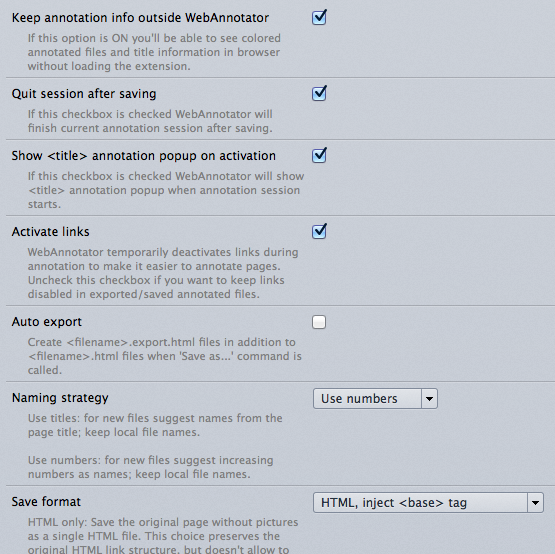 Keep annotation info outside WebAnnotator
If this option is ON you'll be able to see colored
annotated files and title information in browser
without loading the extension.
Quit session after saving
If this checkbox is checked WebAnnotator will
finish current annotation session after saving.
Show <title> annotation popup on activation
If this checkbox is checked WebAnnotator will show
<title> annotation popup when annotation session
starts.
Activate links
WebAnnotator temporarily deactivates links during
annotation to make it easier to annotate pages.
Uncheck this checkbox if you want to keep links
disabled in exported/saved annotated files.
Auto export
Create <filename>.export.html files in addition to
<filename>.html files when 'Save as...' command is
called.
Naming strategy
Use numbers
Use titles: for new files suggest names from the
page title; keep local file names.
Use numbers: for new files suggest increasing
numbers as names; keep local file names.
Save format
HTML, inject <base> tag
HTML only: Save the original page without pictures
as a single HTML file. This choice preserves the
original HTML link structure, but doesn't allow to